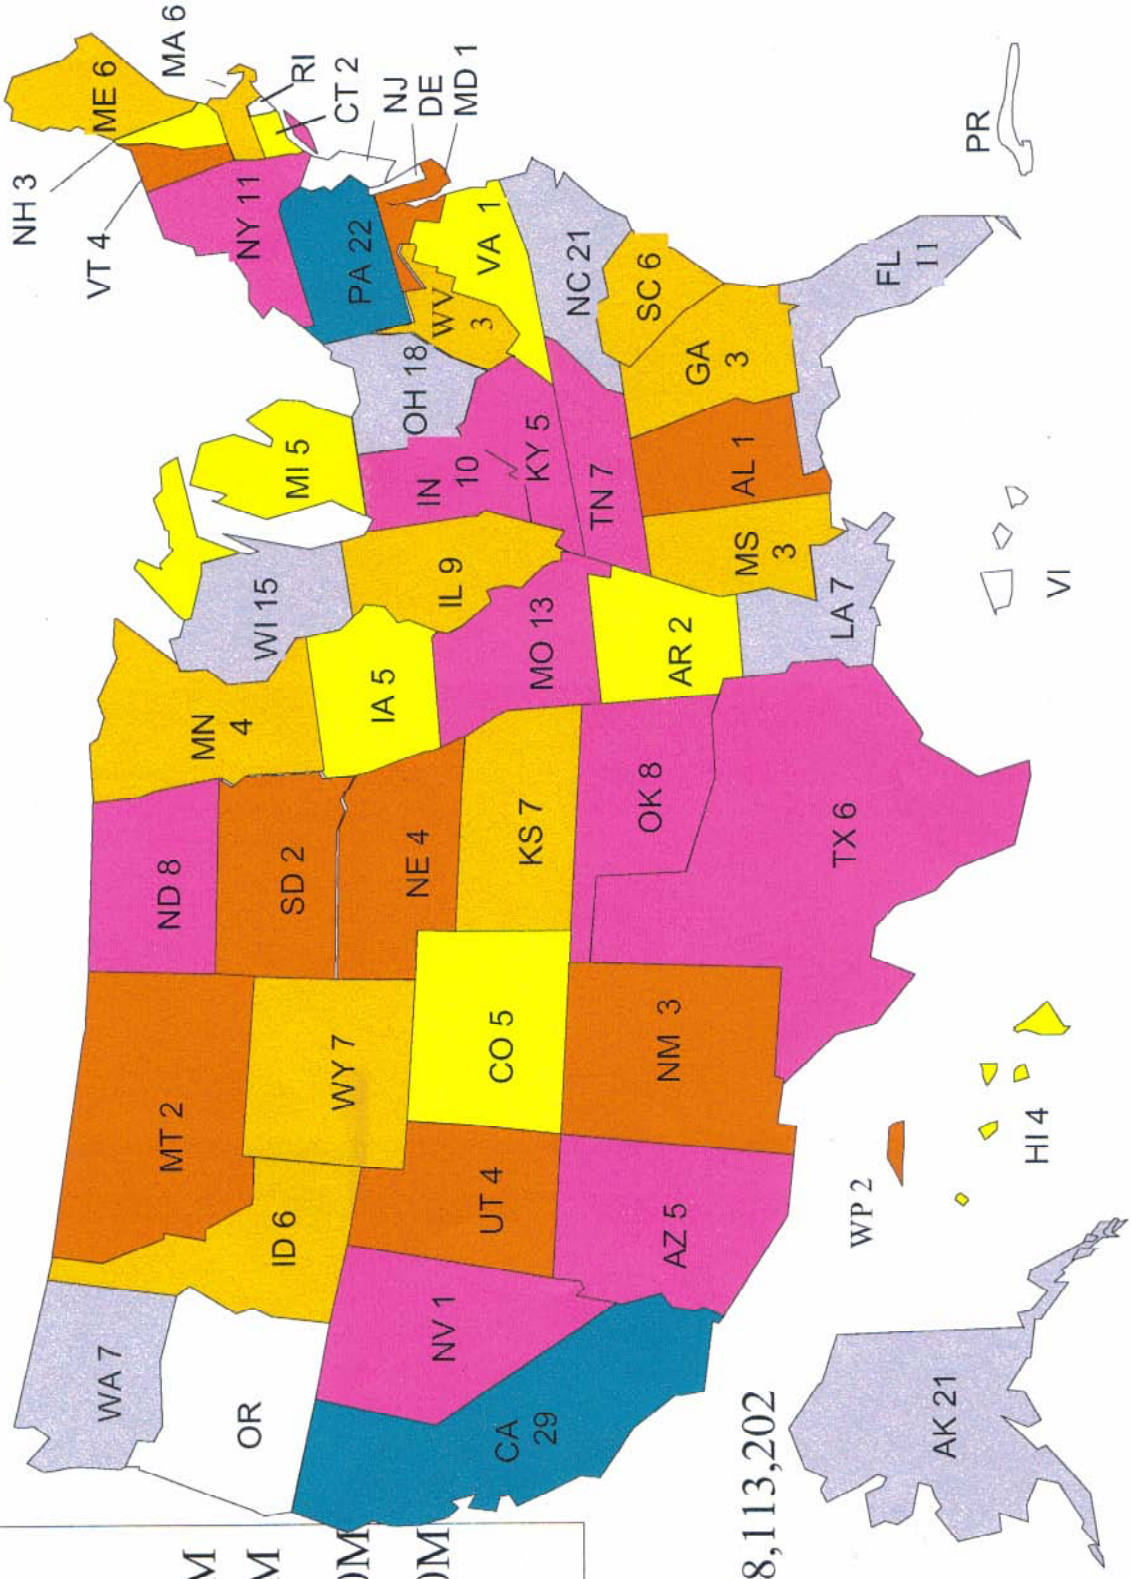 WA 7
OR
CA
29
NV 1
ID 6
MT 2
WY 7
UT 4
AZ 5
CO 5
NM 3
ND 8
SD 2
NE 4
KS 7
OK 8
TX 6
MN
4
IA 5
MO 13
AR 2
LA 7
WI 15
IL 9
MS
3
MI 5
IN
10
KY 5
TN 7
AL 1
OH 18
WV
3
GA
3
FL
11
SC 6
NC 21
VA 1
PA 22
NY 11
VT 4
NH 3
ME 6
MA 6
RI
CT 2
NJ
DE
MD 1
M
M
0M
0M
8,113,202
AK 21
WP 2
HI 4
VI
PR